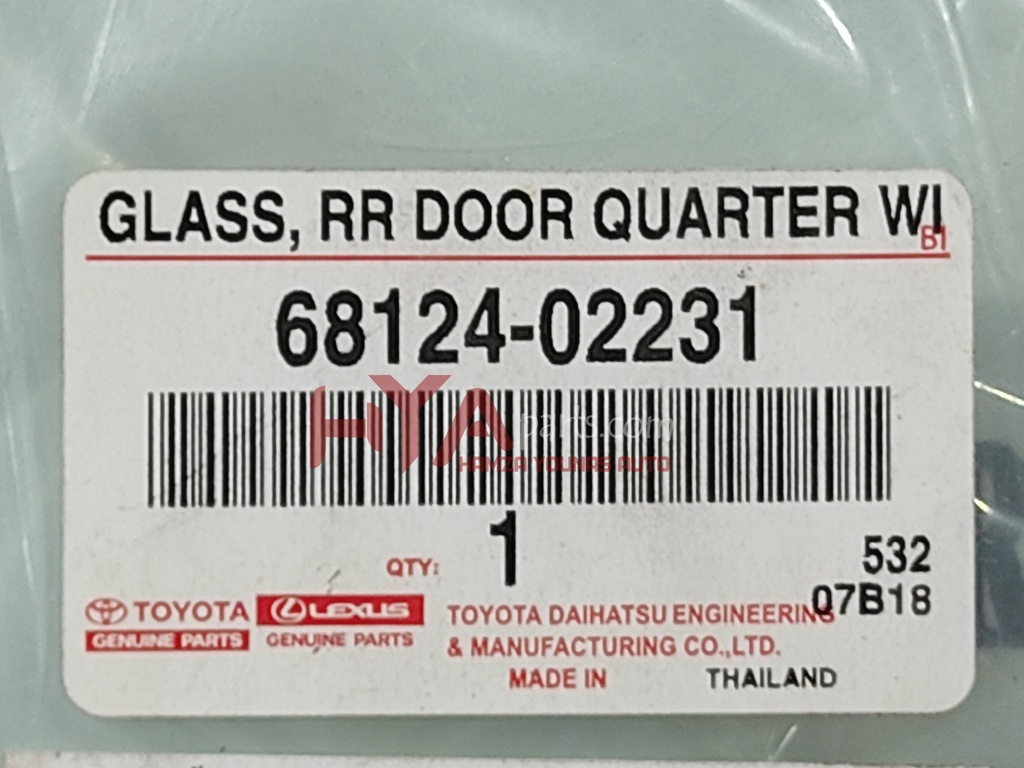 GLASS, RR DOOR QUARTER WI
B1
68124-02231
HYA parts.com
HAMZA YOUNAS AUTO
QTY: 1
532
07B18
TOYOTA
GENUINE PARTS
LEXUS
GENUINE PARTS
TOYOTA DAIHATSU ENGINEERING
& MANUFACTURING CO.,LTD.
MADE IN THAILAND